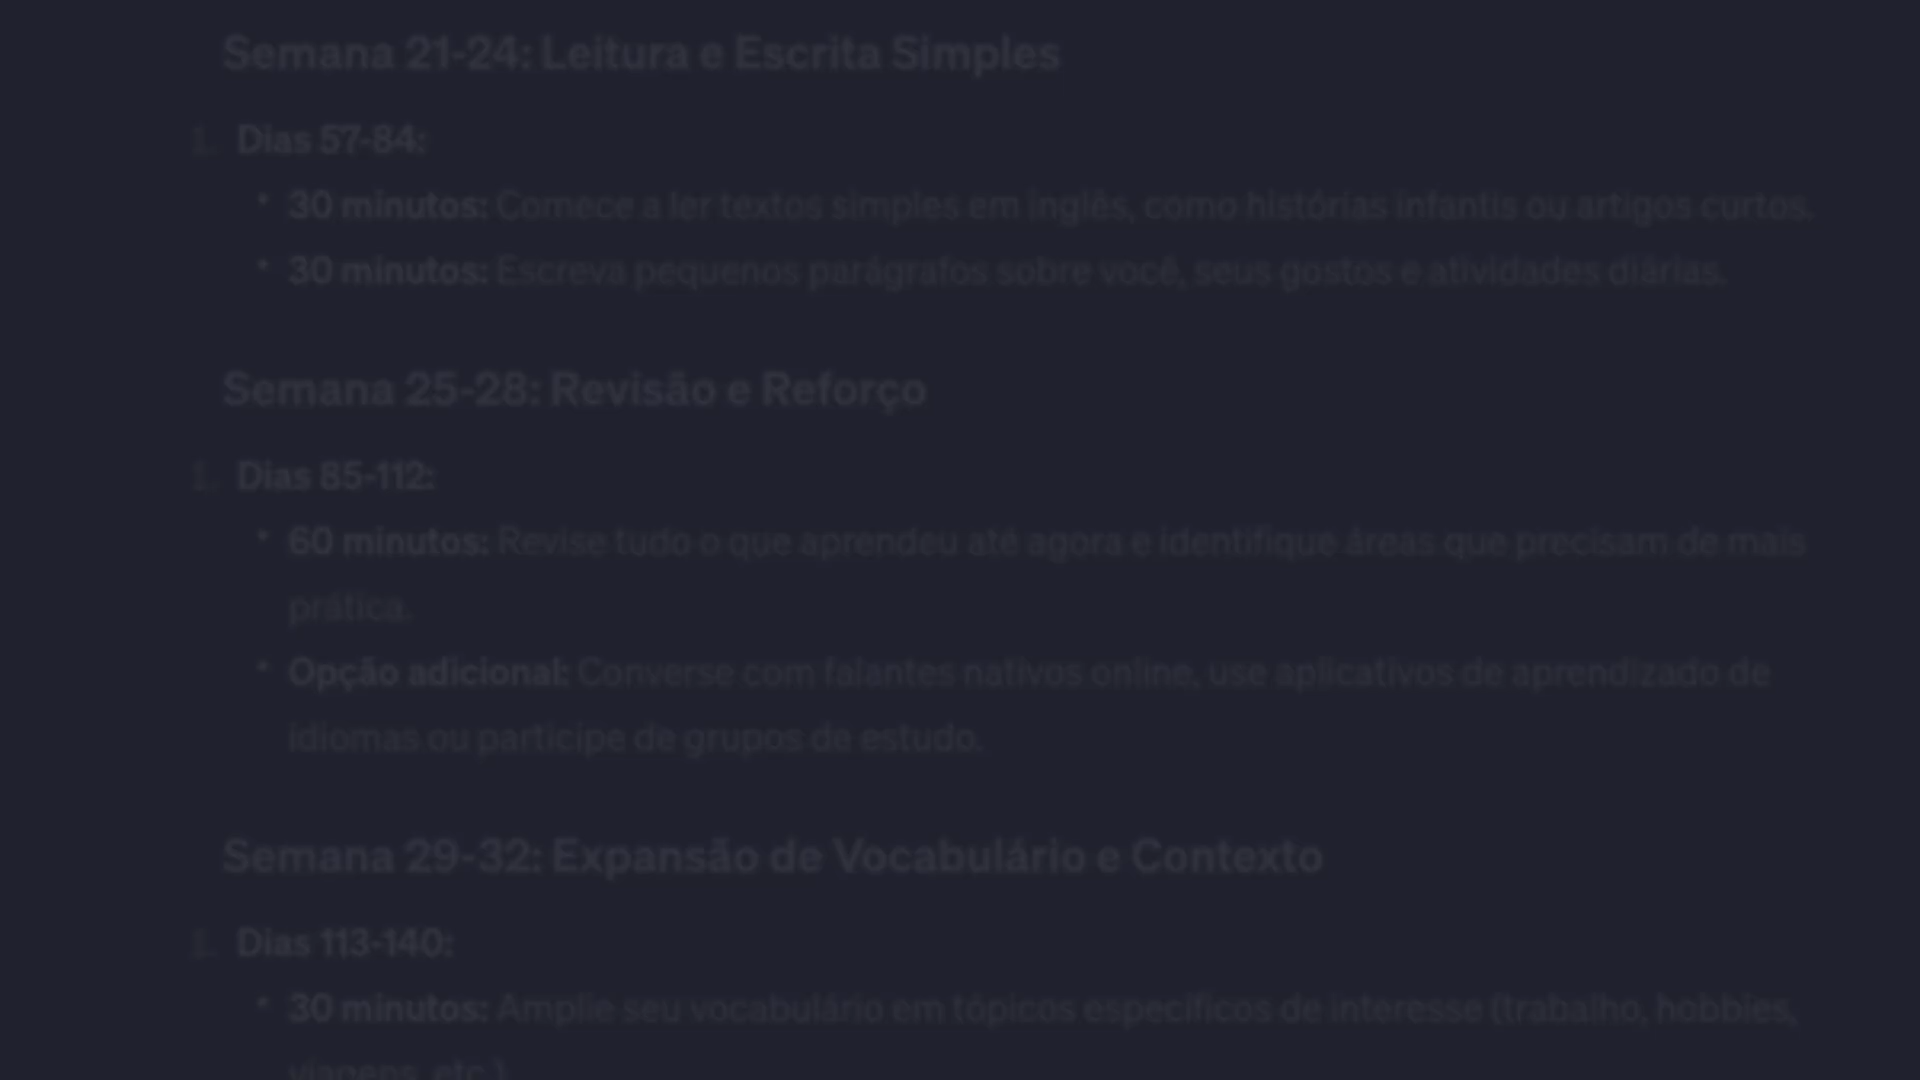 Semana 21-24: Leitura e Escrita Simples
1. Dias 57-84:
• 30 minutos: Comece a ler textos simples em inglês, como histórias infantis ou artigos curtos.
• 30 minutos: Escreva pequenos parágrafos sobre você, seus gostos e atividades diárias.
Semana 25-28: Revisão e Reforço
1. Dias 85-112:
• 60 minutos: Revise tudo o que aprendeu até agora e identifique áreas que precisam de mais
prática.
• Opção adicional: Converse com falantes nativos online, use aplicativos de aprendizado de
idiomas ou participe de grupos de estudo.
Semana 29-32: Expansão de Vocabulário e Contexto
1. Dias 113-140:
• 30 minutos: Amplie seu vocabulário em tópicos específicos de interesse (trabalho, hobbies,
viagens, etc.)